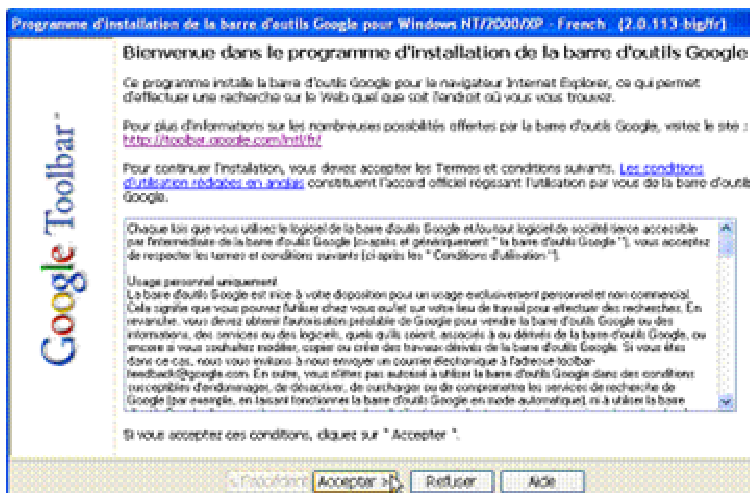 Programme d'installation de la barre d'outils Google pour Windows NT/2000/XP - French (2.0.113-big/fr)
Bienvenue dans le programme d'installation de la barre d'outils Google
Ce programme installe la barre d'outils Google pour le navigateur Internet Explorer, ce qui permet
d'effectuer une recherche sur le Web quel que soit l'endroit où vous vous trouvez.
Pour plus d'informations sur les nombreuses possibilités offertes par la barre d'outils Google, visitez le site :
http://toolbar.google.com/intl/fr/
Pour continuer l'installation, vous devez accepter les Termes et conditions suivants. Les conditions
d'utilisation rédigées en anglais constituent l'accord officiel régissant l'utilisation par vous de la barre d'outils
Google.
Chaque fois que vous utilisez le logiciel de la barre d'outils Google et/ou tout logiciel de société tierce accessible
par l'intermédiaire de la barre d'outils Google (ci-après et génériquement " la barre d'outils Google "), vous acceptez
de respecter les termes et conditions suivants (ci-après les " Conditions d'utilisation ").
Usage personnel uniquement
La barre d'outils Google est mise à votre disposition pour un usage exclusivement personnel et non commercial.
Cela signifie que vous pouvez l'utiliser chez vous ou/et sur votre lieu de travail pour effectuer des recherches. En
revanche, vous devez obtenir l'autorisation préalable de Google pour vendre la barre d'outils Google ou des
informations, des services ou des logiciels, quels qu'ils soient, associés à ou dérivés de la barre d'outils Google, ou
encore si vous souhaitez modifier, copier ou créer des travaux dérivés de la barre d'outils Google. Si vous êtes
dans ce cas, nous vous invitons à nous envoyer un courrier électronique à l'adresse toolbar-
feedback@google.com. En outre, vous n'êtes pas autorisé à utiliser la barre d'outils Google dans des conditions
susceptibles d'endommager, de désactiver, de surcharger ou de compromettre les services de recherche de
Google (par exemple, en laissant fonctionner la barre d'outils Google en mode automatique), ni à utiliser la barre
Si vous acceptez ces conditions, cliquez sur " Accepter ".
< Précédent Accepter > Refuser Aide
Google Toolbar